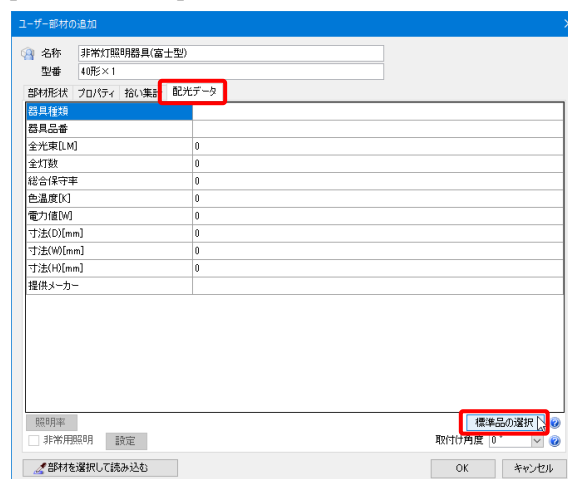 ユーザー部材の追加
名称 非常灯照明器具(富士型)
型番 40形×1
部材形状 プロパティ 拾い集計 配光データ
器具種類
器具品番
全光束[LM] 0
全灯数 0
総合保守率 0
色温度[K] 0
電力値[W] 0
寸法(D)[mm] 0
寸法(W)[mm] 0
寸法(H)[mm] 0
提供メーカー
照明率 標準品の選択
非常用照明 設定 取付け角度 0°
部材を選択して読み込む OK キャンセル